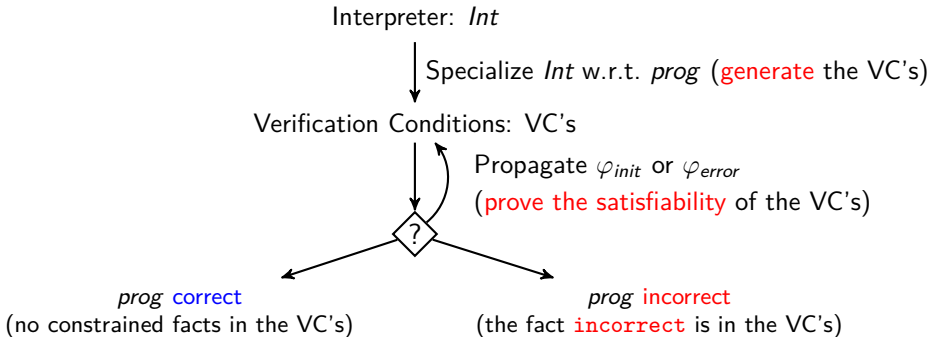 Interpreter: Int
Specialize Int w.r.t. prog (generate the VC's)
Verification Conditions: VC's
Propagate φinit or φerror
(prove the satisfiability of the VC's)
?
prog correct
(no constrained facts in the VC's)
prog incorrect
(the fact incorrect is in the VC's)